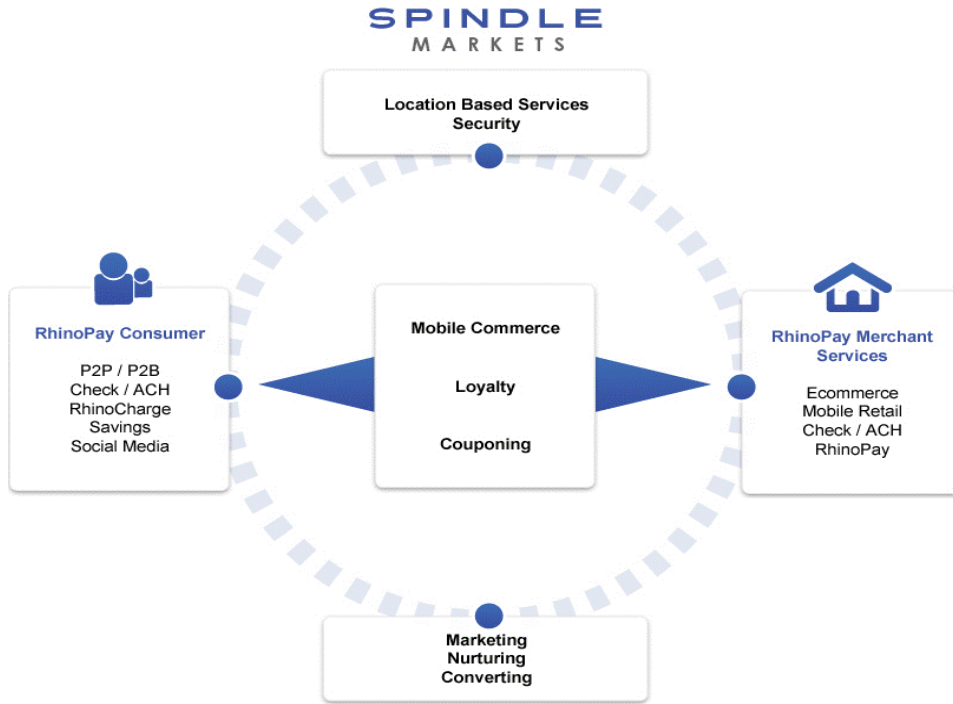 SPINDLE
MARKETS
Location Based Services
Security
RhinoPay Consumer
P2P / P2B
Check / ACH
RhinoCharge
Savings
Social Media
Mobile Commerce
Loyalty
Couponing
RhinoPay Merchant
Services
Ecommerce
Mobile Retail
Check / ACH
RhinoPay
Marketing
Nurturing
Converting